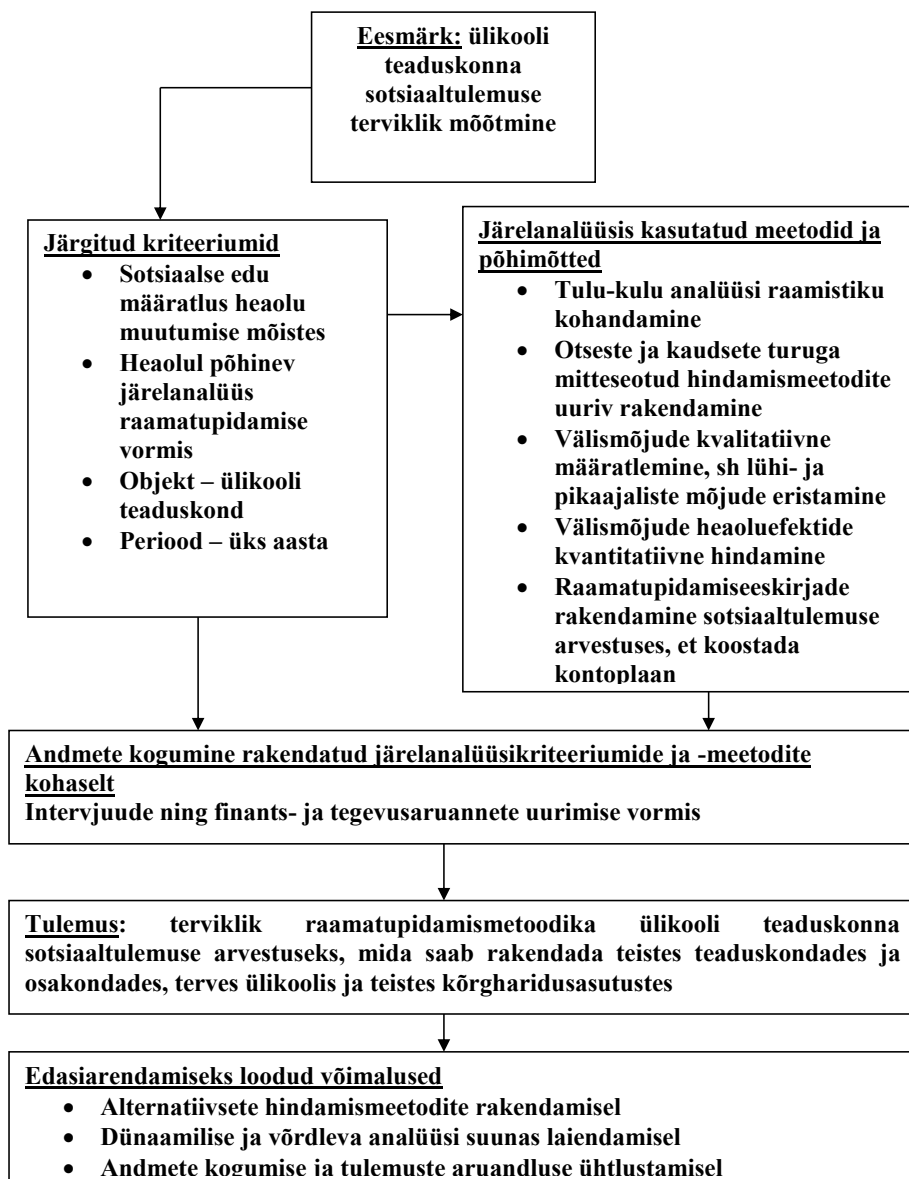 Eesmärk: ülikooli
teaduskonna
sotsiaaltulemuse
terviklik mõõtmine
Järgitud kriteeriumid
• Sotsiaalse edu
määratlus heaolu
muutumise mõistes
• Heaolul põhinev
järelanalüüs
raamatupidamise
vormis
• Objekt – ülikooli
teaduskond
• Periood – üks aasta
Järelanalüüsis kasutatud meetodid ja
põhimõtted
• Tulu-kulu analüüsi raamistiku
kohandamine
• Otseste ja kaudsete turuga
mitteseotud hindamismeetodite
uuriv rakendamine
• Välismõjude kvalitatiivne
määratlemine, sh lühi- ja
pikaajaliste mõjude eristamine
• Välismõjude heaoluefektide
kvantitatiivne hindamine
• Raamatupidamiseeskirjade
rakendamine sotsiaaltulemuse
arvestuses, et koostada
kontoplaan
Andmete kogumine rakendatud järelanalüüsikriteeriumide ja -meetodite
kohaselt
Intervjuude ning finants- ja tegevusaruannete uurimise vormis
Tulemus: terviklik raamatupidamismetoodika ülikooli teaduskonna
sotsiaaltulemuse arvestuseks, mida saab rakendada teistes teaduskondades ja
osakondades, terves ülikoolis ja teistes kõrgharidusasutustes
Edasiarendamiseks loodud võimalused
• Alternatiivsete hindamismeetodite rakendamisel
• Dünaamilise ja võrdleva analüüsi suunas laiendamisel
• Andmete kogumise ja tulemuste aruandluse ühtlustamisel